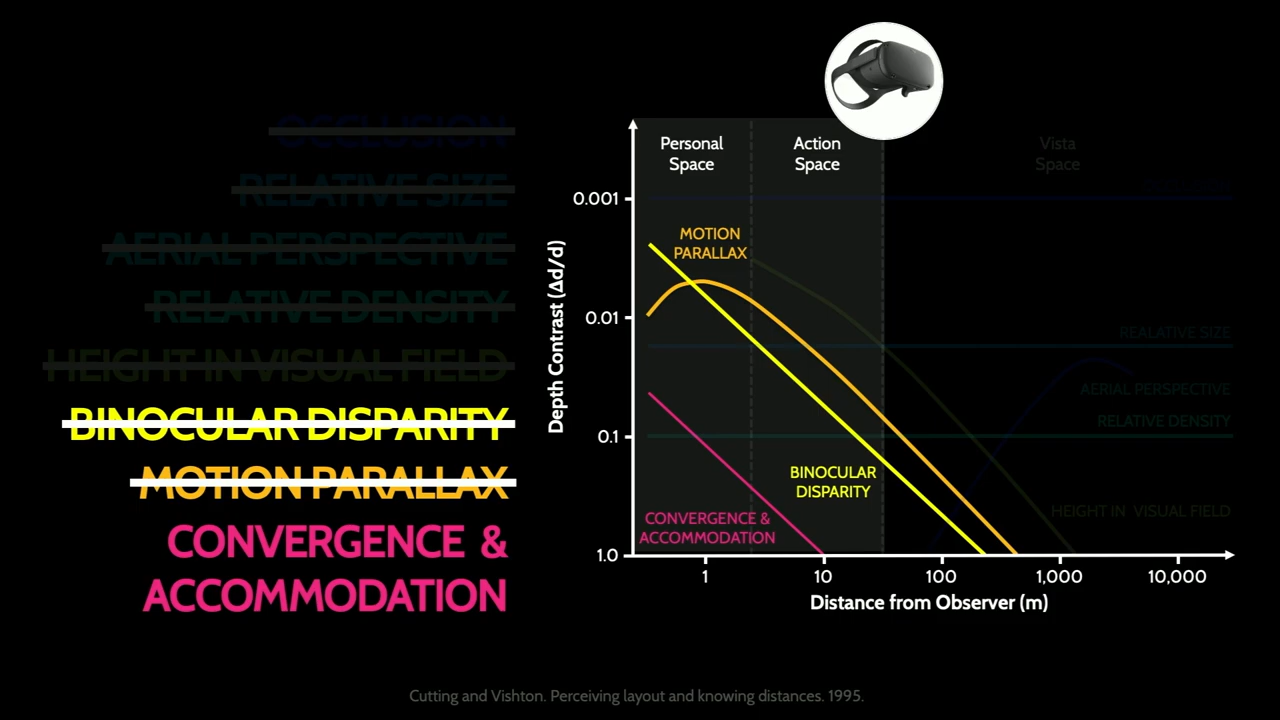 OCCLUSION
RELATIVE SIZE
AERIAL PERSPECTIVE
RELATIVE DENSITY
HEIGHT IN VISUAL FIELD
BINOCULAR DISPARITY
MOTION PARALLAX
CONVERGENCE &
ACCOMMODATION
Personal
Space
Action
Space
Vista
Space
Depth Contrast (Δd/d)
0.001
0.01
0.1
1.0
MOTION
PARALLAX
REALATIVE SIZE
AERIAL PERSPECTIVE
RELATIVE DENSITY
BINOCULAR
DISPARITY
HEIGHT IN VISUAL FIELD
CONVERGENCE &
ACCOMMODATION
1
10
100
1,000
10,000
Distance from Observer (m)
Cutting and Vishton. Perceiving layout and knowing distances. 1995.